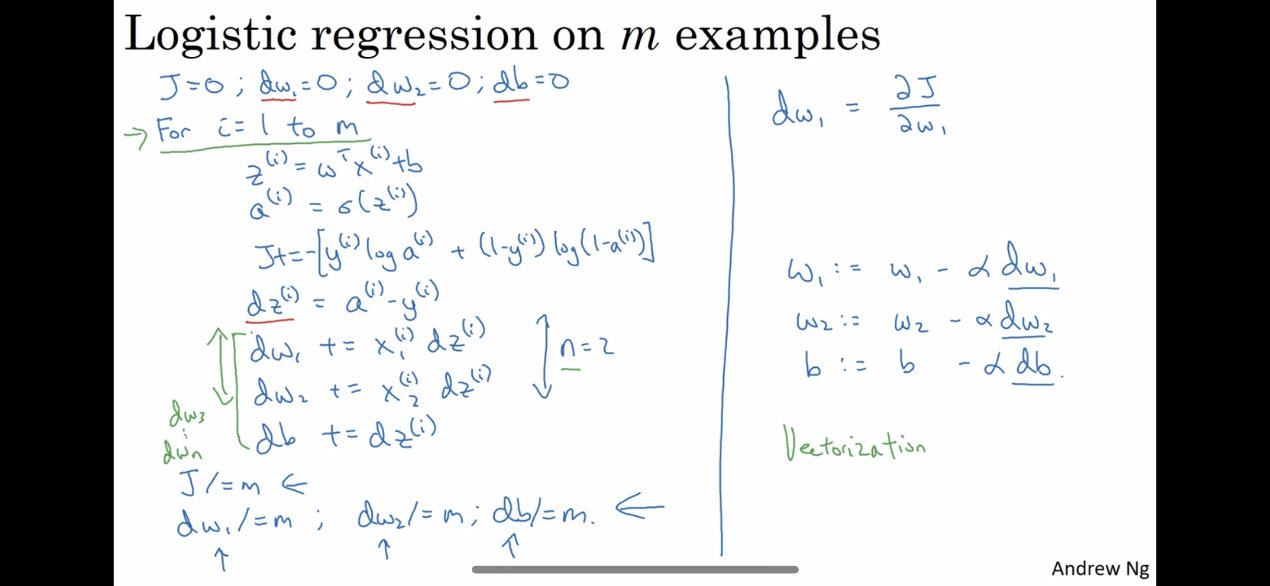 Logistic regression on m examples
J=0 ; dw₁=0 ; dw₂=0 ; db=0
→ For i = 1 to m
z⁽ⁱ⁾ = ωᵀx⁽ⁱ⁾+b
a⁽ⁱ⁾ = σ(z⁽ⁱ⁾)
J+=-[y⁽ⁱ⁾ log a⁽ⁱ⁾ + (1-y⁽ⁱ⁾) log(1-a⁽ⁱ⁾)]
dz⁽ⁱ⁾ = a⁽ⁱ⁾-y⁽ⁱ⁾
dw₁ += x₁⁽ⁱ⁾ dz⁽ⁱ⁾
dw₂ += x₂⁽ⁱ⁾ dz⁽ⁱ⁾
n=2
db += dz⁽ⁱ⁾
dw₃
⋮
dwₙ
J /= m ←
dw₁ /= m ; dw₂ /= m ; db /= m. ←
↑ ↑ ↑
dw₁ = ∂J/∂w₁
w₁ := w₁ - α dw₁
w₂ := w₂ - α dw₂
b := b - α db.
Vectorization
Andrew Ng